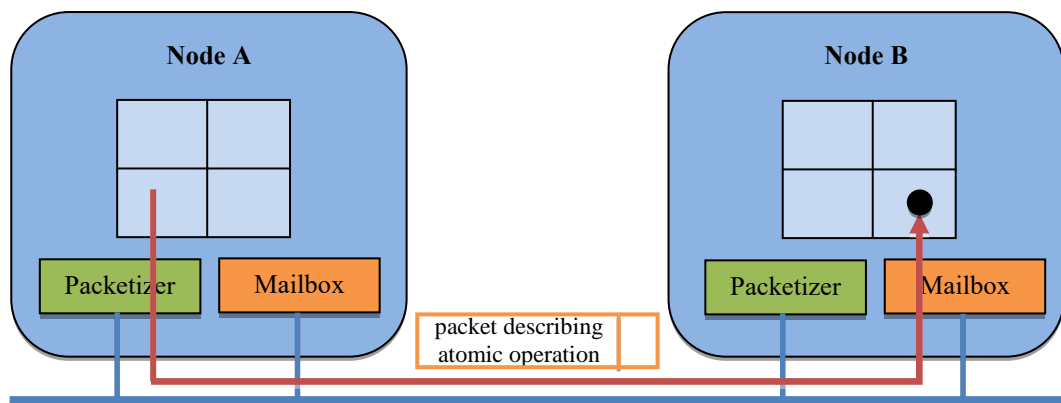 Node A
Node B
Packetizer
Mailbox
Packetizer
Mailbox
packet describing
atomic operation